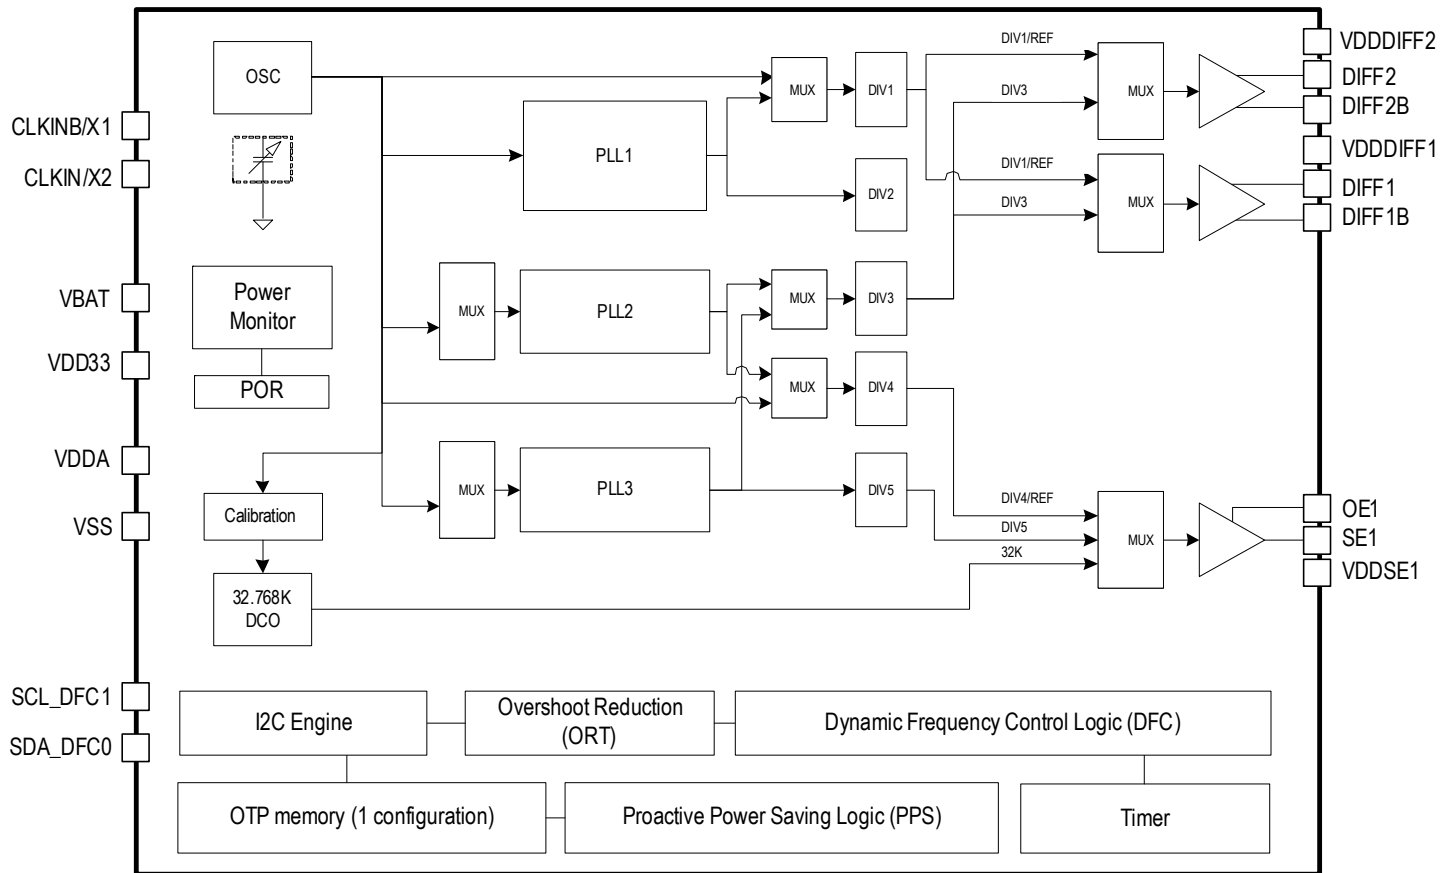 VDDDIFF2
DIV1/REF
OSC
DIFF2
MUX
DIV1
DIV3
MUX
DIFF2B
CLKINB/X1
VDDDIFF1
PLL1
DIV1/REF
CLKIN/X2
DIFF1
DIV2
DIV3
MUX
DIFF1B
VBAT
Power
Monitor
MUX
PLL2
MUX
DIV3
VDD33
POR
MUX
DIV4
VDDA
MUX
PLL3
DIV5
DIV4/REF
OE1
Calibration
VSS
DIV5
MUX
SE1
32K
VDDSE1
32.768K
DCO
SCL_DFC1
I2C Engine
Overshoot Reduction
(ORT)
Dynamic Frequency Control Logic (DFC)
SDA_DFC0
OTP memory (1 configuration)
Proactive Power Saving Logic (PPS)
Timer